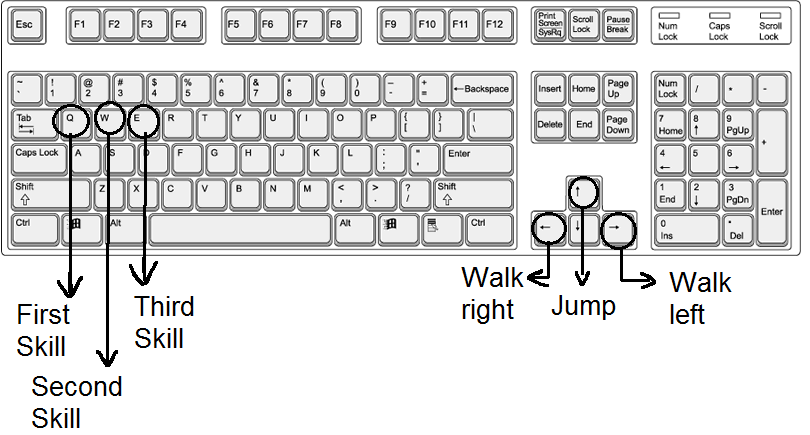 Esc F1 F2 F3 F4 F5 F6 F7 F8 F9 F10 F11 F12 Print Screen SysRq Scroll Lock Pause Break Num Lock Caps Lock Scroll Lock
~ ` ! 1 @ 2 # 3 $ 4 % 5 ^ 6 & 7 * 8 ( 9 ) 0 - - + = ←Backspace Insert Home Page Up Num Lock / * -
Tab Q W E R T Y U I O P { [ } ] | \ Delete End Page Down 7 Home 8 ↑ 9 PgUp +
Caps Lock A S D F G H J K L : ; " , Enter 4 ← 5 6 →
Shift ⇧ Z X C V B N M < , > . ? / Shift ⇧ ↑ 1 End 2 ↓ 3 PgDn Enter
Ctrl Alt Alt Ctrl ← ↓ → 0 Ins • Del
First
Skill
Second
Skill
Third
Skill
Walk
right
Jump
Walk
left